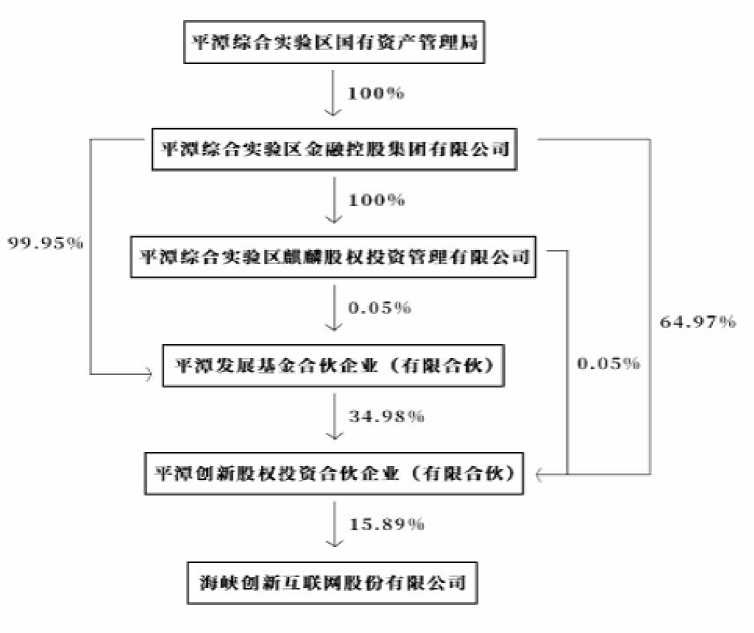 平潭综合实验区国有资产管理局
100%
平潭综合实验区金融控股集团有限公司
100%
99.95%
平潭综合实验区麒麟股权投资管理有限公司
0.05%
64.97%
平潭发展基金合伙企业（有限合伙）
0.05%
34.98%
平潭创新股权投资合伙企业（有限合伙）
15.89%
海峡创新互联网股份有限公司